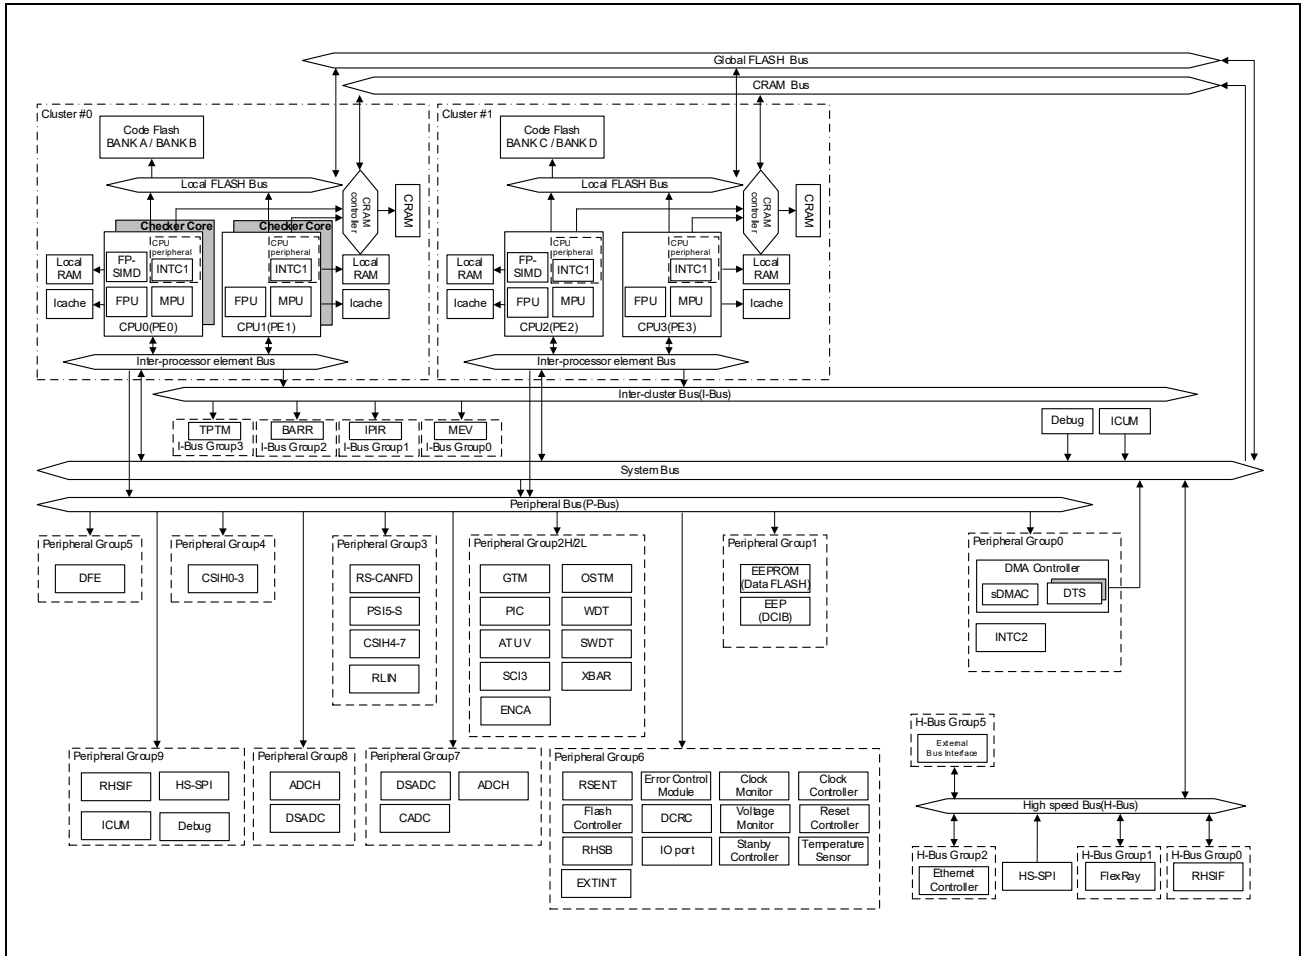 Global FLASH Bus
CRAM Bus
Cluster #0
Code Flash
BANK A / BANK B
Local FLASH Bus
CRAM
controller
CRAM
Checker Core
Checker Core
CPU
peripheral
INTC1
FP-
SIMD
FPU
MPU
CPU0(PE0)
CPU
peripheral
INTC1
FPU
MPU
CPU1(PE1)
Local
RAM
Icache
Local
RAM
Icache
Inter-processor element Bus
Cluster #1
Code Flash
BANK C / BANK D
Local FLASH Bus
CRAM
controller
CRAM
CPU
peripheral
INTC1
FP-
SIMD
FPU
MPU
CPU2(PE2)
CPU
peripheral
INTC1
FPU
MPU
CPU3(PE3)
Local
RAM
Icache
Local
RAM
Icache
Inter-processor element Bus
Inter-cluster Bus(I-Bus)
TPTM
I-Bus Group3
BARR
I-Bus Group2
IPIR
I-Bus Group1
MEV
I-Bus Group0
Debug
ICUM
System Bus
Peripheral Bus(P-Bus)
Peripheral Group5
DFE
Peripheral Group4
CSIH0-3
Peripheral Group3
RS-CANFD
PSI5-S
CSIH4-7
RLIN
Peripheral Group2H/2L
GTM
OSTM
PIC
WDT
ATUV
SWDT
SCI3
XBAR
ENCA
Peripheral Group1
EEPROM
(Data FLASH)
EEP
(DCIB)
Peripheral Group0
DMA Controller
sDMAC
DTS
INTC2
Peripheral Group9
RHSIF
HS-SPI
ICUM
Debug
Peripheral Group8
ADCH
DSADC
Peripheral Group7
DSADC
ADCH
CADC
Peripheral Group6
RSENT
Error Control
Module
Clock
Monitor
Clock
Controller
Flash
Controller
DCRC
Voltage
Monitor
Reset
Controller
RHSB
IO port
Stanby
Controller
Temperature
Sensor
EXTINT
H-Bus Group5
External
Bus Interface
High speed Bus(H-Bus)
H-Bus Group2
Ethernet
Controller
HS-SPI
H-Bus Group1
FlexRay
H-Bus Group0
RHSIF